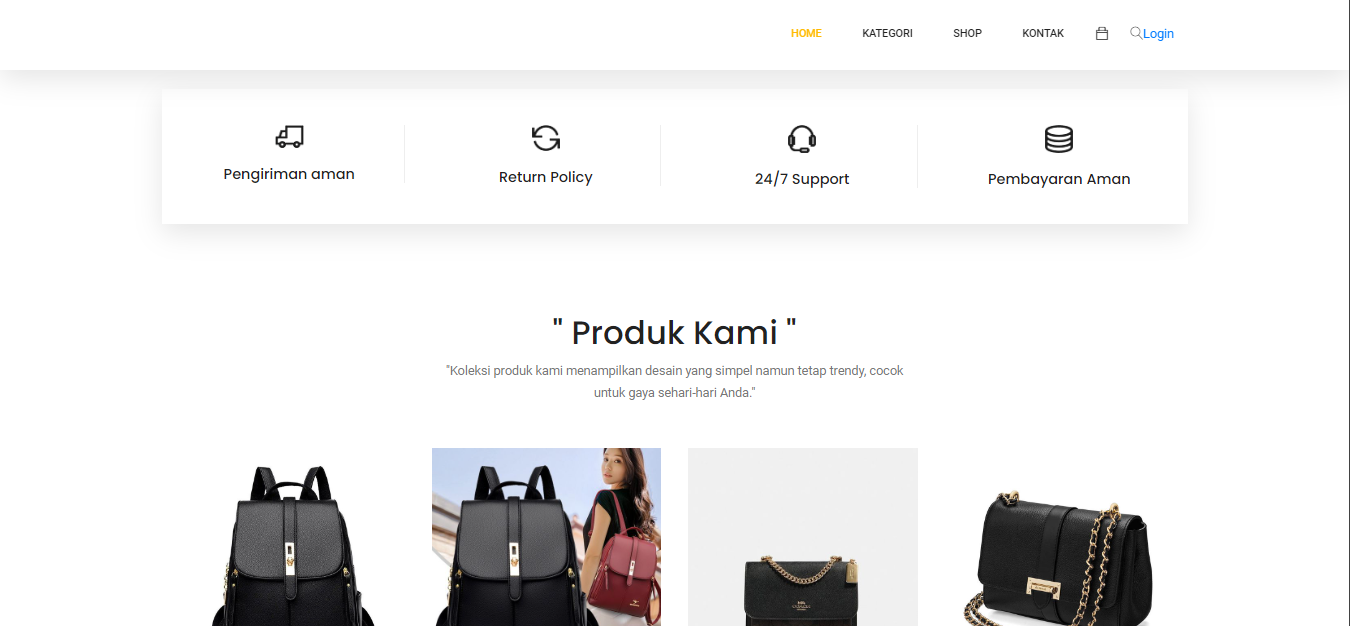 HOME KATEGORI SHOP KONTAK Login
Pengiriman aman Return Policy 24/7 Support Pembayaran Aman
" Produk Kami "
"Koleksi produk kami menampilkan desain yang simpel namun tetap trendy, cocok
untuk gaya sehari-hari Anda."